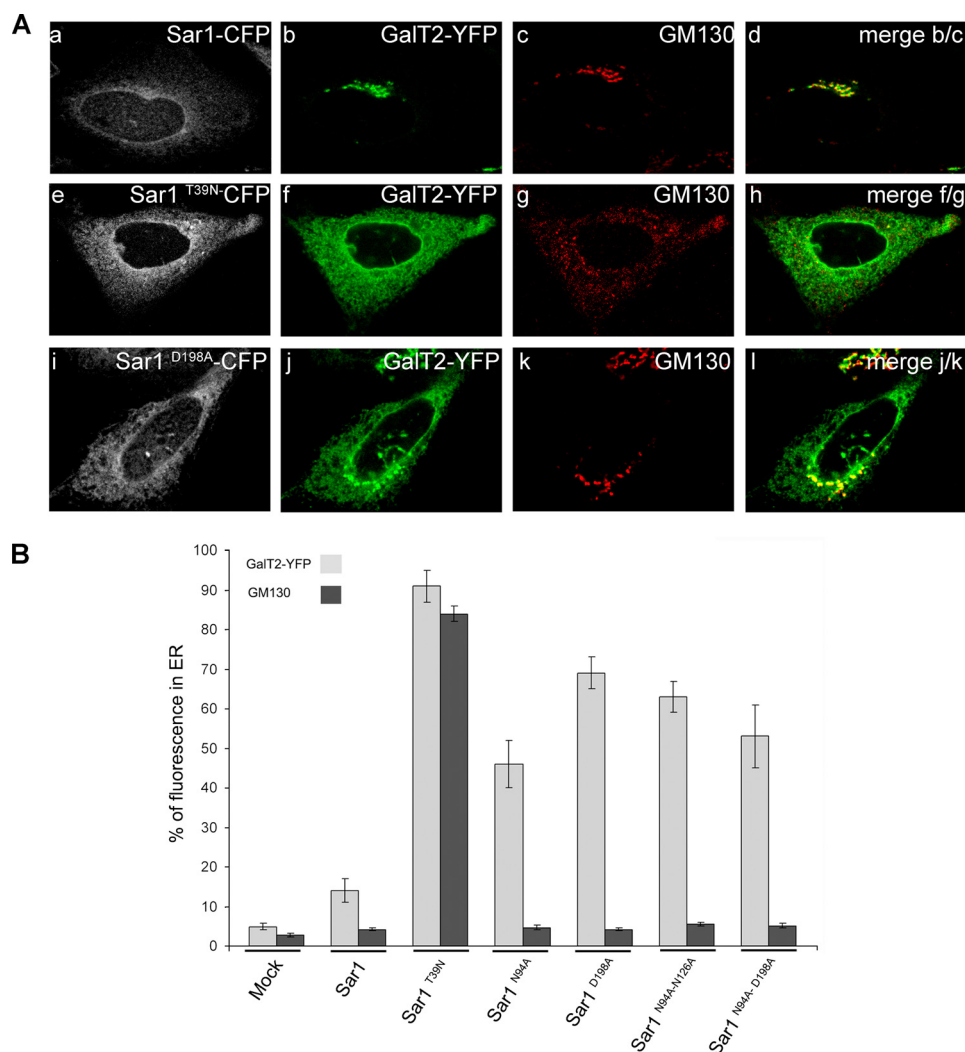 A
a Sar1-CFP
b GalT2-YFP
c GM130
d merge b/c
e Sar1 T39N-CFP
f GalT2-YFP
g GM130
h merge f/g
i Sar1 D198A-CFP
j GalT2-YFP
k GM130
l merge j/k
B
GalT2-YFP
GM130
% of fluorescence in ER
100
90
80
70
60
50
40
30
20
10
0
Mock
Sar1
Sar1 T39N
Sar1 N94A
Sar1 D198A
Sar1 N94A-N126A
Sar1 N94A- D198A